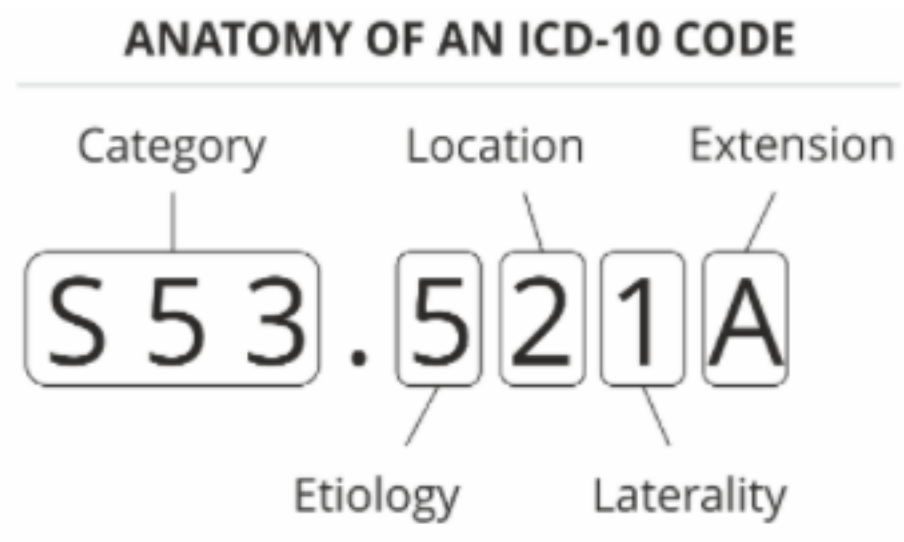 ANATOMY OF AN ICD-10 CODE
Category Location Extension
S53.521A
Etiology Laterality